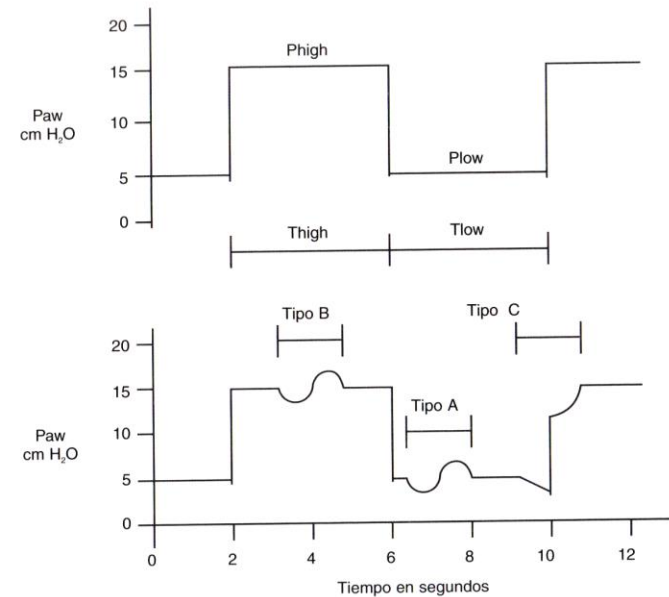 20
Phigh
15
Paw
cm H₂O
10
Plow
5
0
Thigh
Tlow
Tipo B
Tipo C
20
15
Tipo A
Paw
cm H₂O
10
5
0
0 2 4 6 8 10 12
Tiempo en segundos